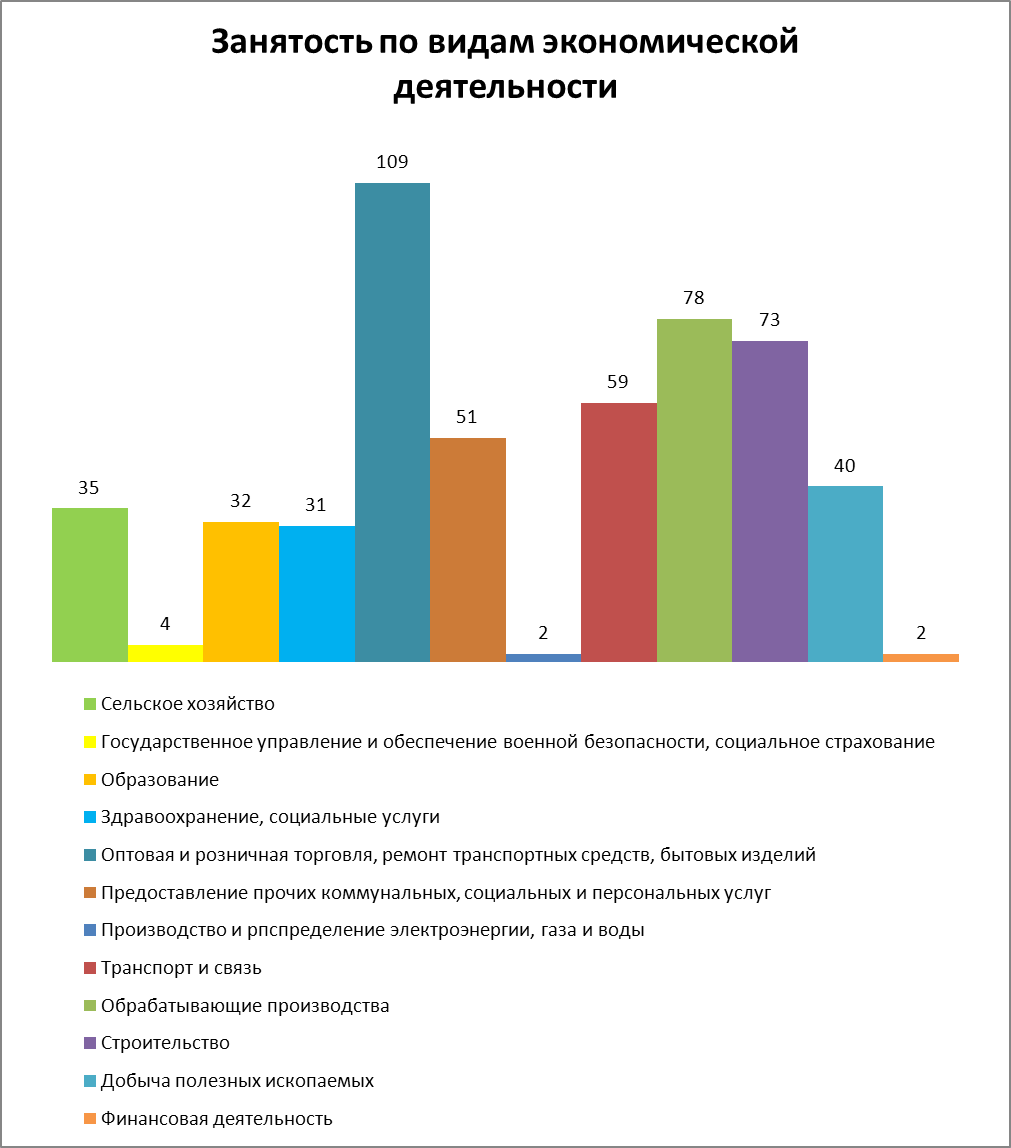 Занятость по видам экономической
деятельности
109
78
73
59
51
40
35
32
31
4
2
2
Сельское хозяйство
Государственное управление и обеспечение военной безопасности, социальное страхование
Образование
Здравоохранение, социальные услуги
Оптовая и розничная торговля, ремонт транспортных средств, бытовых изделий
Предоставление прочих коммунальных, социальных и персональных услуг
Производство и рпспределение электроэнергии, газа и воды
Транспорт и связь
Обрабатывающие производства
Строительство
Добыча полезных ископаемых
Финансовая деятельность